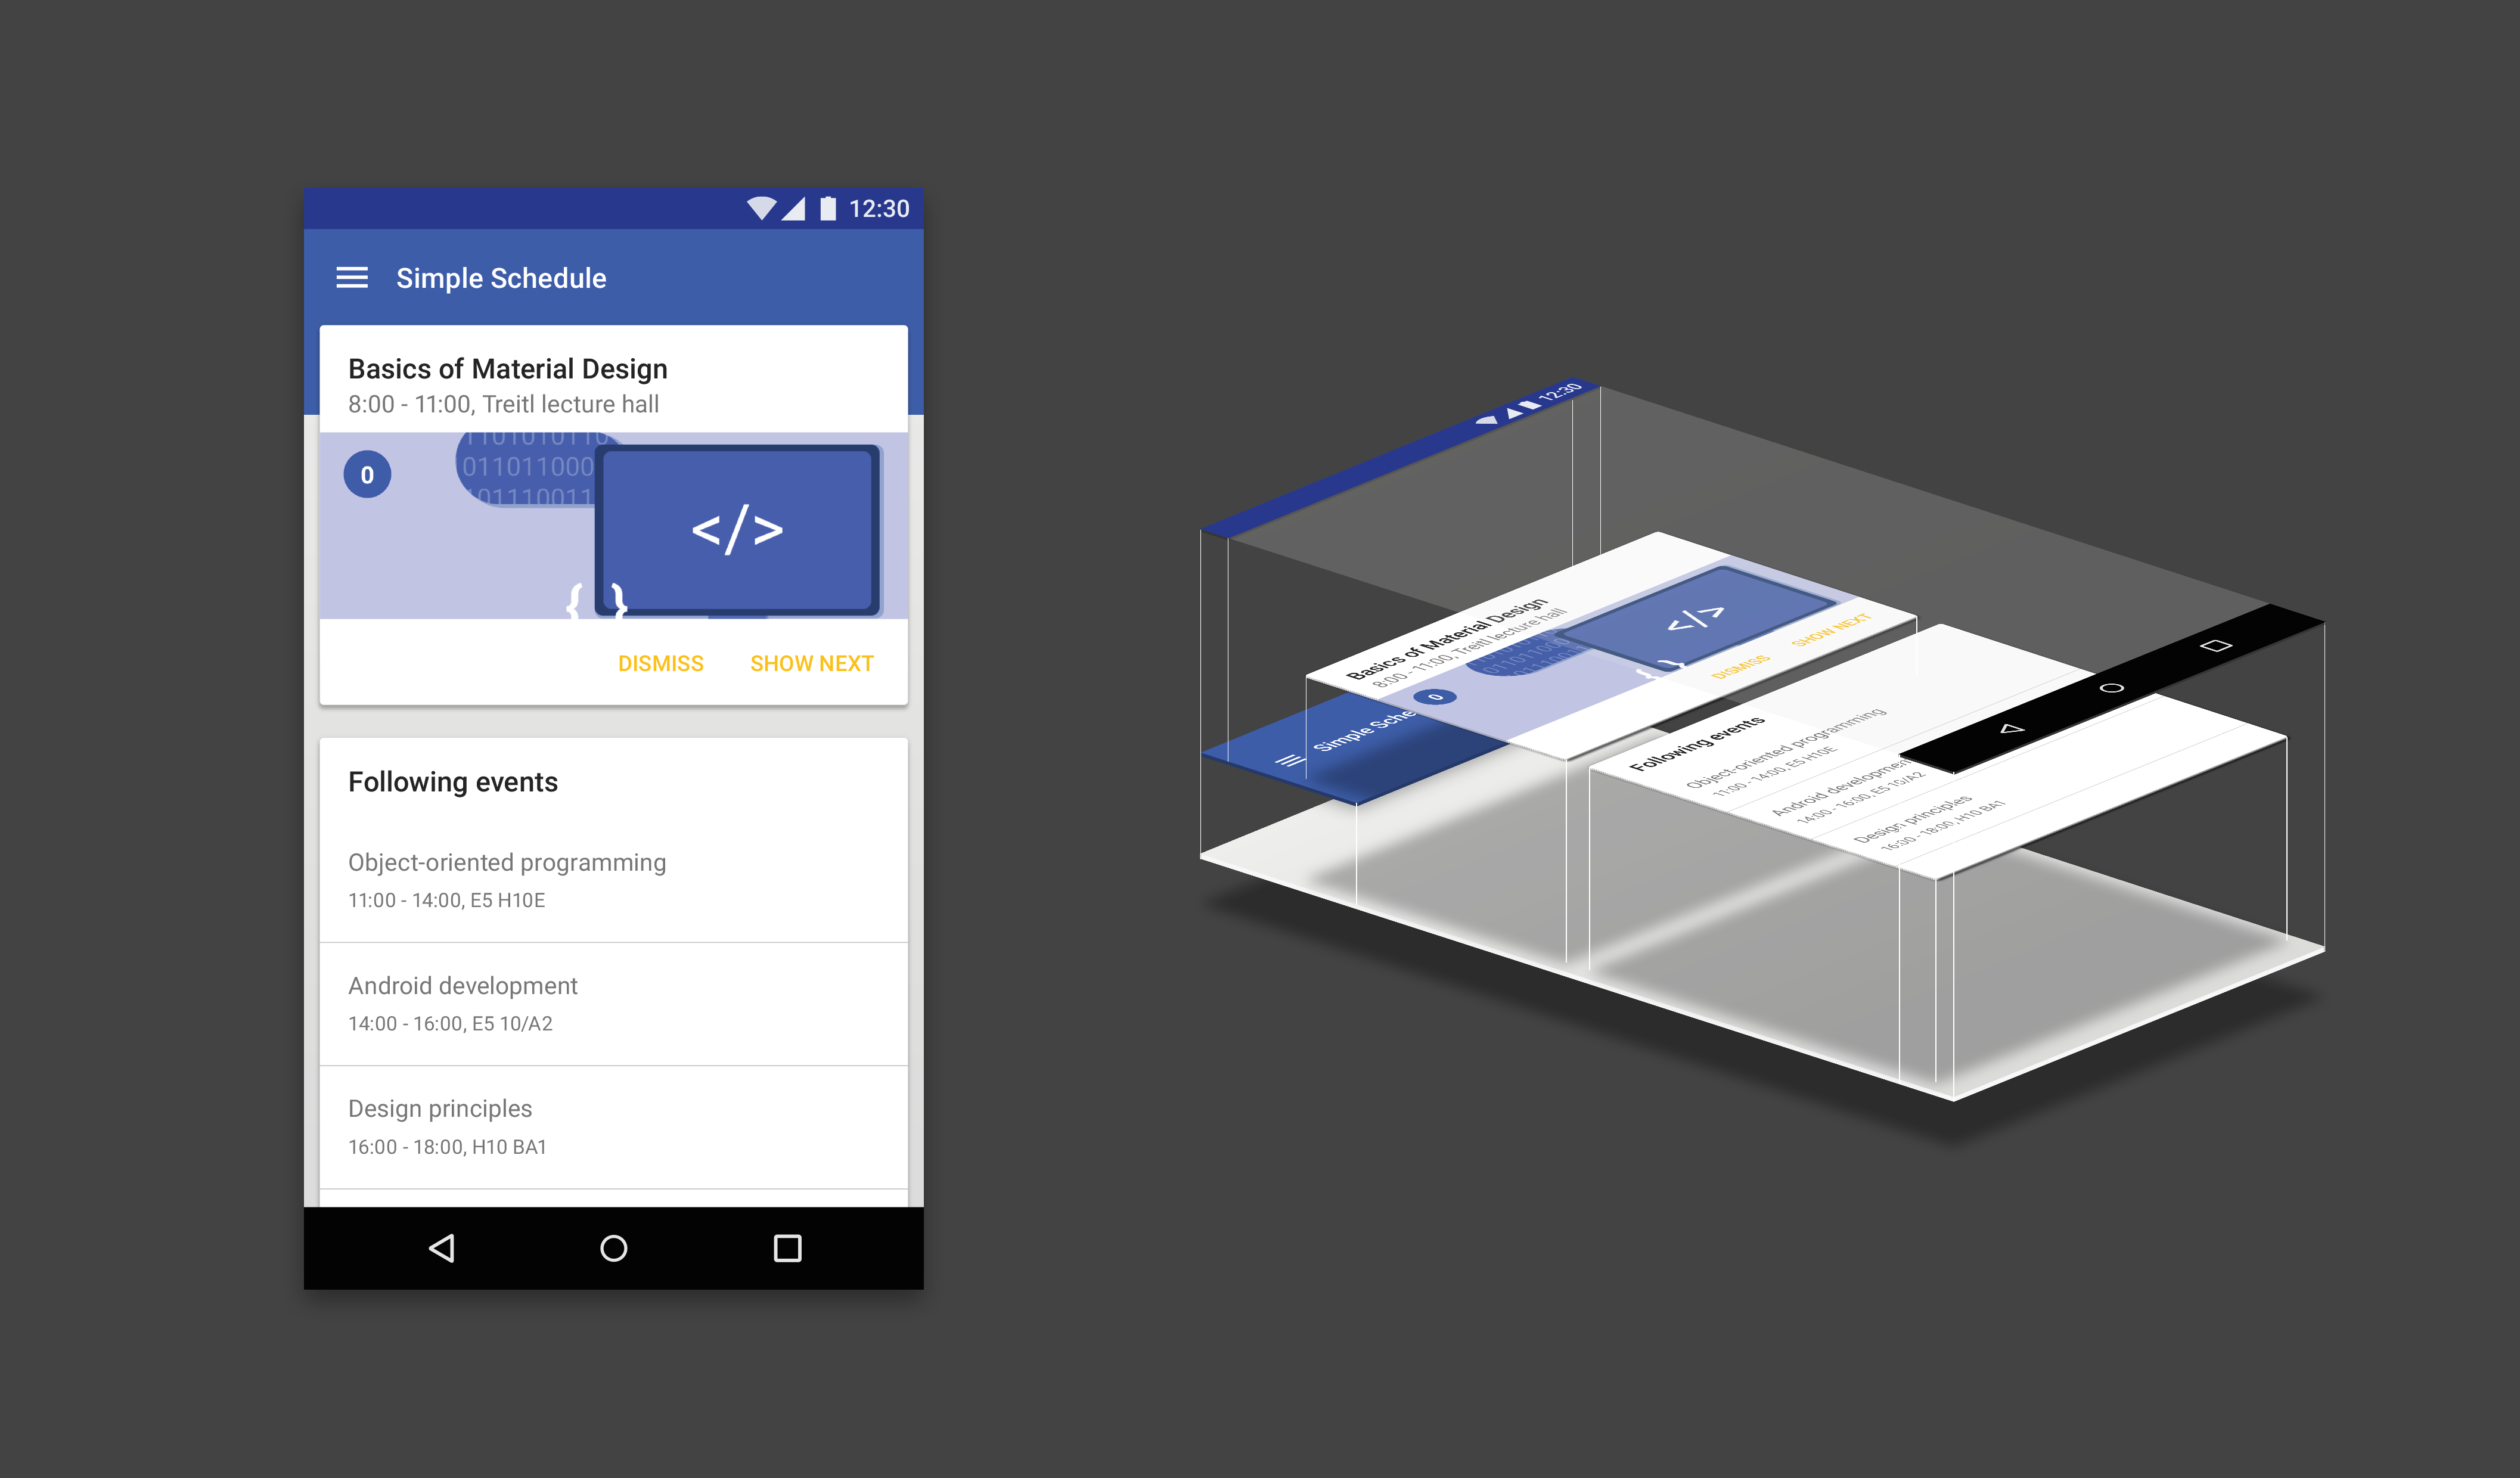 12:30
Simple Schedule
Basics of Material Design
8:00 - 11:00, Treitl lecture hall
0
011011000
</>
{ }
DISMISS
SHOW NEXT
Following events
Object-oriented programming
11:00 - 14:00, E5 H10E
Android development
14:00 - 16:00, E5 10/A2
Design principles
16:00 - 18:00, H10 BA1
12:30
Simple Sche
Basics of Material Design
8:00 - 11:00, Treitl lecture hall
0
</>
DISMISS
SHOW NEXT
Following events
Object-oriented programming
11:00 - 14:00, E5 H10E
Android development
14:00 - 16:00, E5 10/A2
Design principles
16:00 - 18:00, H10 BA1